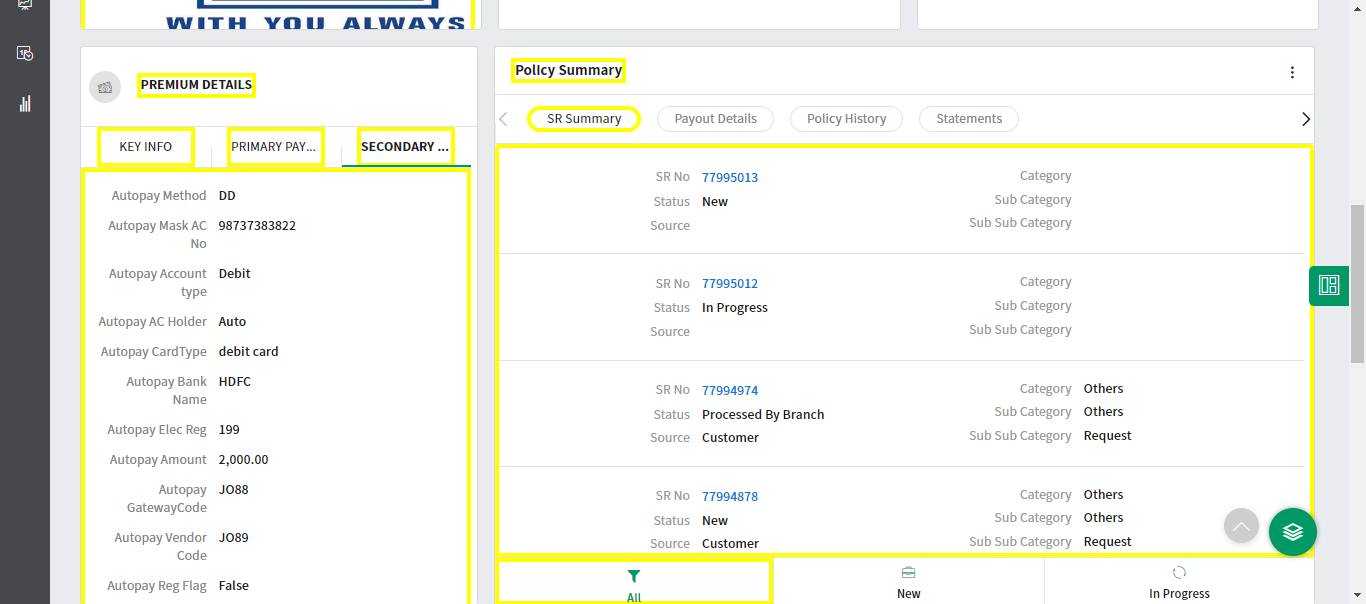 WITH YOU ALWAYS
PREMIUM DETAILS
KEY INFO
PRIMARY PAY...
SECONDARY ...
Autopay Method DD
Autopay Mask AC 98737383822
No
Autopay Account Debit
type
Autopay AC Holder Auto
Autopay CardType debit card
Autopay Bank HDFC
Name
Autopay Elec Reg 199
Autopay Amount 2,000.00
Autopay JO88
GatewayCode
Autopay Vendor JO89
Code
Autopay Reg Flag False
Policy Summary
SR Summary
Payout Details
Policy History
Statements
SR No 77995013 Category
Status New Sub Category
Source Sub Sub Category
SR No 77995012 Category
Status In Progress Sub Category
Source Sub Sub Category
SR No 77994974 Category Others
Status Processed By Branch Sub Category Others
Source Customer Sub Sub Category Request
SR No 77994878 Category Others
Status New Sub Category Others
Source Customer Sub Sub Category Request
All
New
In Progress